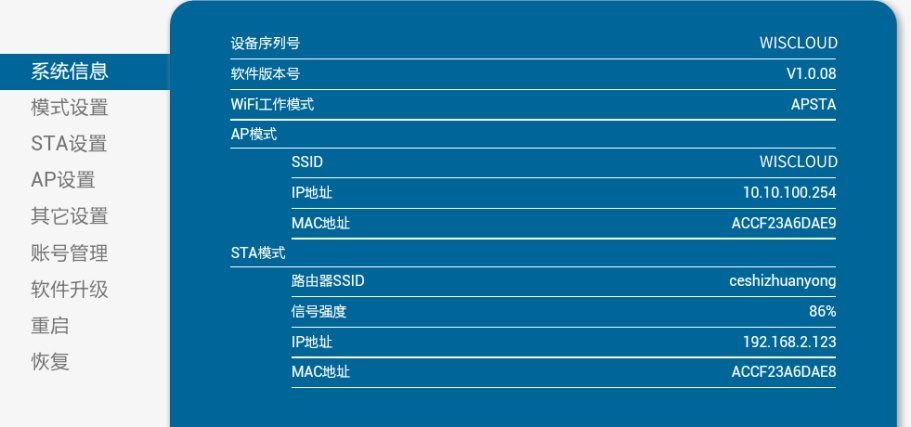 系统信息
模式设置
STA设置
AP设置
其它设置
账号管理
软件升级
重启
恢复
设备序列号 WISCLOUD
软件版本号 V1.0.08
WiFi工作模式 APSTA
AP模式
SSID WISCLOUD
IP地址 10.10.100.254
MAC地址 ACCF23A6DAE9
STA模式
路由器SSID ceshizhuanyong
信号强度 86%
IP地址 192.168.2.123
MAC地址 ACCF23A6DAE8